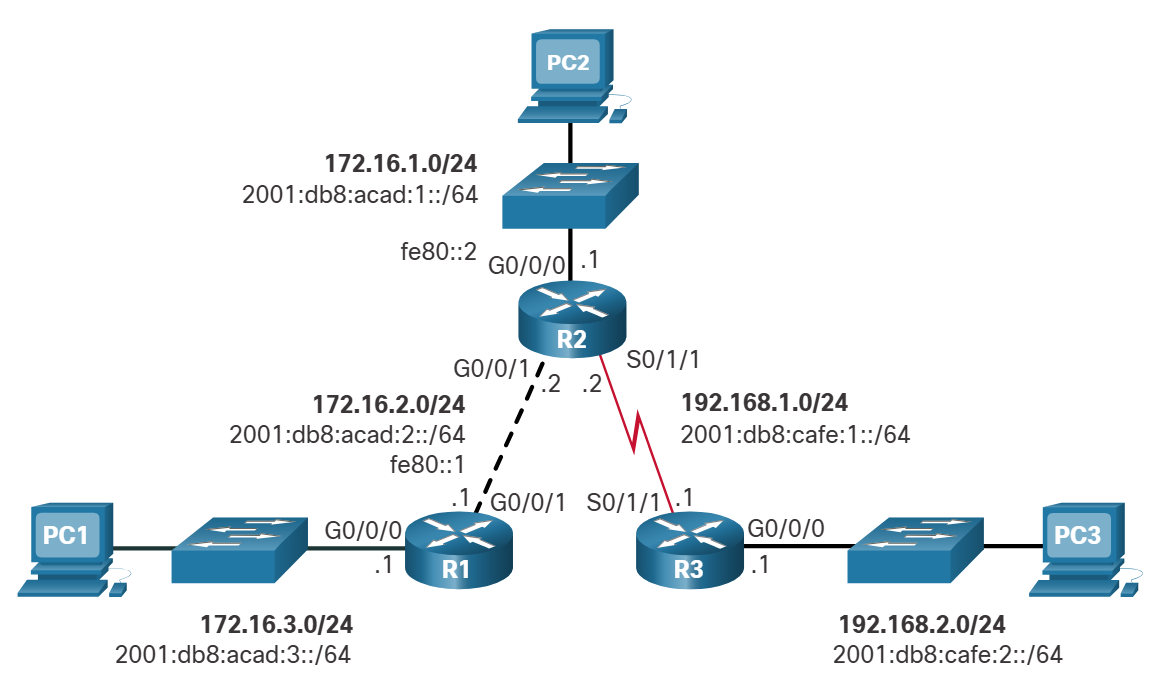 PC2
172.16.1.0/24
2001:db8:acad:1::/64
fe80::2
G0/0/0
.1
R2
G0/0/1
.2
.2
S0/1/1
172.16.2.0/24
2001:db8:acad:2::/64
fe80::1
192.168.1.0/24
2001:db8:cafe:1::/64
.1
G0/0/1
S0/1/1
.1
PC1
G0/0/0
.1
R1
R3
G0/0/0
.1
PC3
172.16.3.0/24
2001:db8:acad:3::/64
192.168.2.0/24
2001:db8:cafe:2::/64